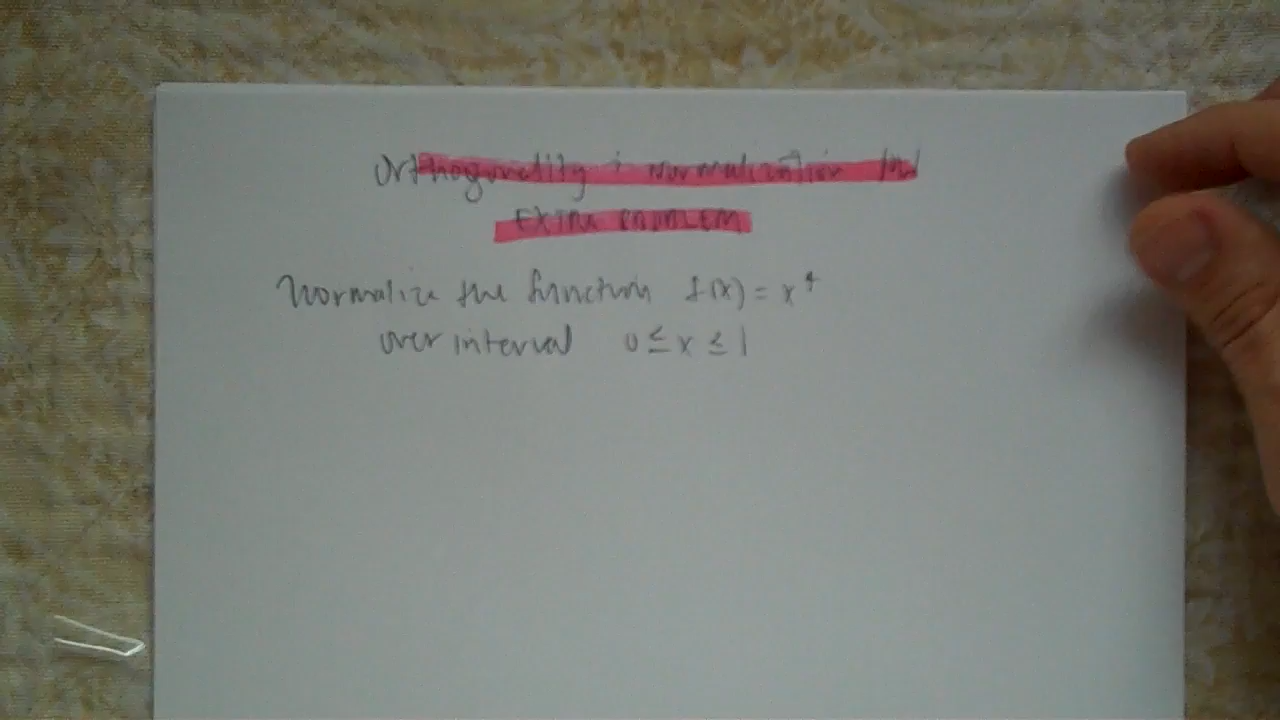 Orthogonality + Normalization w/
EXTRA PROBLEM
Normalize the function f(x) = x⁴
over interval 0 ≤ x ≤ 1